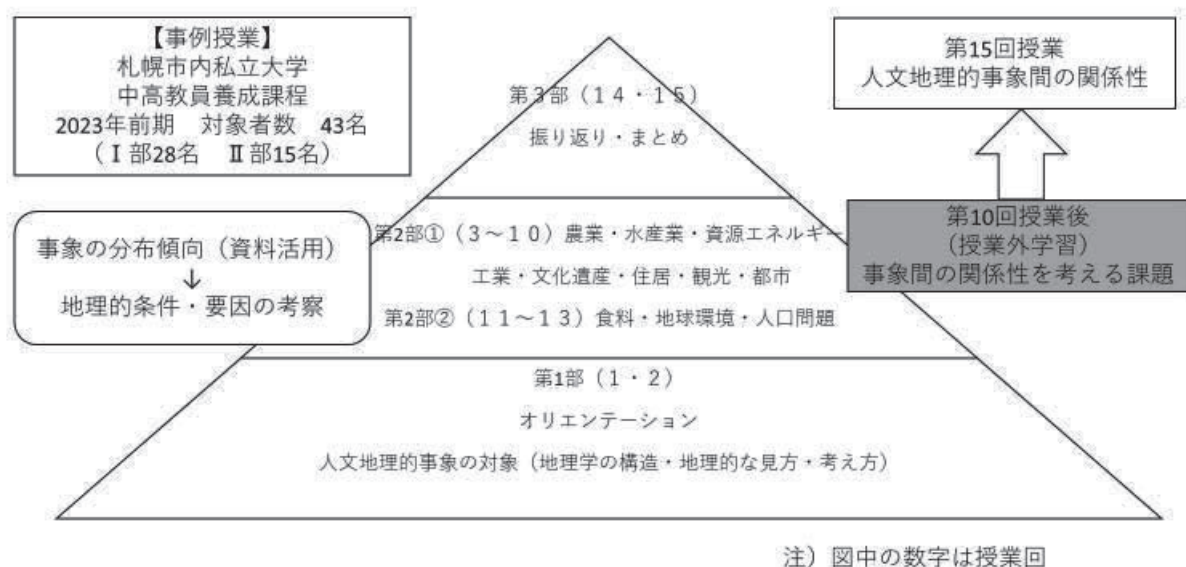 【事例授業】
札幌市内私立大学
中高教員養成課程
2023年前期 対象者数 43名
（Ⅰ部28名 Ⅱ部15名）
第15回授業
人文地理的事象間の関係性
第3部（１４・１５）
振り返り・まとめ
事象の分布傾向（資料活用）
↓
地理的条件・要因の考察
第2部①（３～１０）農業・水産業・資源エネルギー
工業・文化遺産・住居・観光・都市
第2部②（１１～１３）食料・地球環境・人口問題
第10回授業後
（授業外学習）
事象間の関係性を考える課題
第1部（１・２）
オリエンテーション
人文地理的事象の対象（地理学の構造・地理的な見方・考え方）
注）図中の数字は授業回